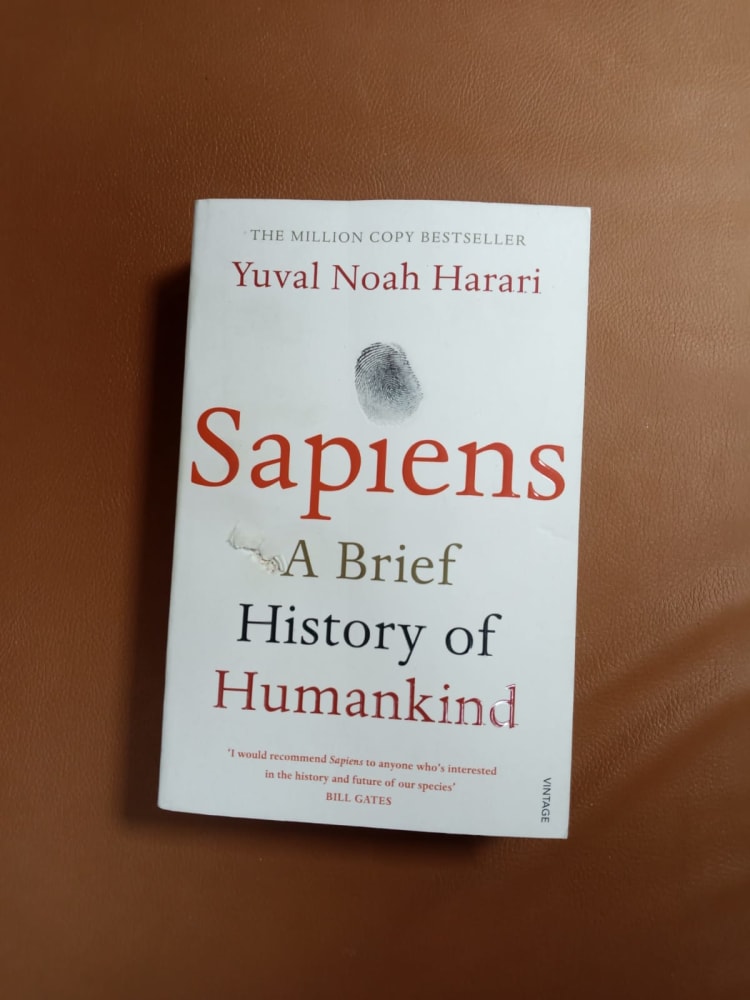 THE MILLION COPY BESTSELLER
Yuval Noah Harari
Sapiens
A Brief
History of
Humankind
'I would recommend Sapiens to anyone who's interested
in the history and future of our species'
BILL GATES
VINTAGE